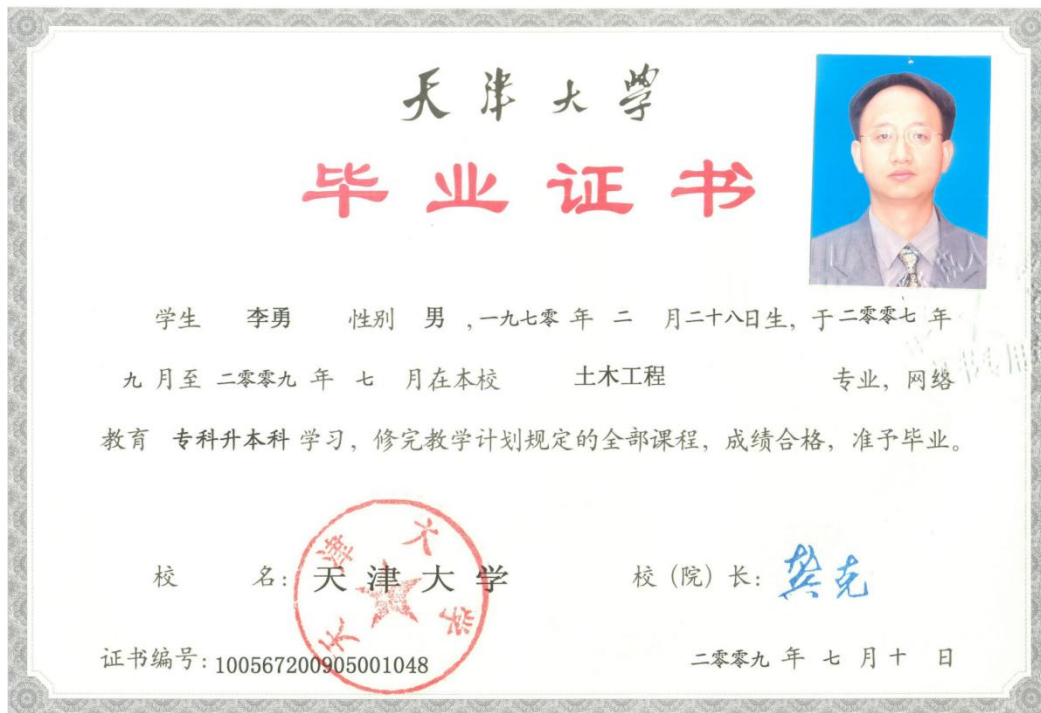 天津大學
毕业证书
学生 李勇 性别 男 ,一九七零 年 二 月二十八日生, 于二零零七 年
九 月至 二零零九 年 七 月在本校 土木工程 专业, 网络
教育 专科升本科 学习, 修完教学计划规定的全部课程, 成绩合格, 准予毕业。
天津大学
校 名: 天津大学 校 (院) 长: 龚克
证书编号: 100567200905001048 二零零九 年 七 月 十 日